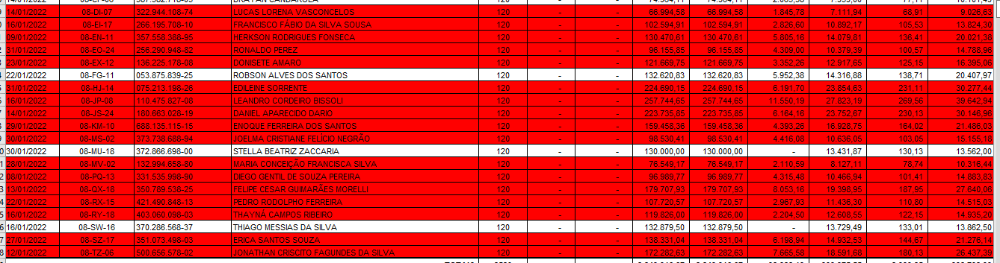 14/01/2022 08-DI-07 322.944.108-74 LUCAS LORENA VASCONCELOS 120 - - 66.994,58 66.994,58 1.845,78 7.111,94 68,91 9.026,63
16/01/2022 08-EI-17 266.195.708-10 FRANCISCO FÁBIO DA SILVA SOUSA 120 - - 102.594,91 102.594,91 2.826,60 10.892,17 105,53 13.824,30
09/01/2022 08-EN-11 357.558.388-95 HERKSON RODRIGUES FONSECA 120 - - 130.470,61 130.470,61 5.805,16 14.079,81 136,41 20.021,38
31/01/2022 08-EO-24 256.290.948-82 RONALDO PEREZ 120 - - 96.155,85 96.155,85 4.309,00 10.379,39 100,57 14.788,96
23/01/2022 08-EX-12 136.225.178-08 DONISETE AMARO 120 - - 121.669,75 121.669,75 3.352,26 12.917,65 125,15 16.395,06
22/01/2022 08-FG-11 053.875.839-25 ROBSON ALVES DOS SANTOS 120 - - 132.620,83 132.620,83 5.952,38 14.316,88 138,71 20.407,97
31/01/2022 08-HJ-14 075.213.198-26 EDILEINE SORRENTE 120 - - 224.690,15 224.690,15 6.191,70 23.854,63 231,11 30.277,44
16/01/2022 08-JP-08 110.475.827-08 LEANDRO CORDEIRO BISSOLI 120 - - 257.744,65 257.744,65 11.550,19 27.823,19 269,56 39.642,94
14/01/2022 08-JS-24 180.663.028-19 DANIEL APARECIDO DARIO 120 - - 223.735,85 223.735,85 6.164,16 23.752,67 230,13 30.146,96
29/01/2022 08-KM-10 688.135.115-15 ENOQUE FERREIRA DOS SANTOS 120 - - 159.458,36 159.458,36 4.393,26 16.928,75 164,02 21.486,03
30/01/2022 08-MS-02 373.738.688-94 JOELMA CRISTIANE FELÍCIO NEGRÃO 120 - - 98.530,41 98.530,41 4.416,08 10.636,05 103,05 15.155,18
30/01/2022 08-MU-18 372.866.698-00 STELLA BEATRIZ ZACCARIA 120 - - 130.000,00 130.000,00 - 13.431,87 130,13 13.562,00
28/01/2022 08-MV-02 132.994.658-80 MARIA CONCEIÇÃO FRANCISCA SILVA 120 - - 76.549,17 76.549,17 2.110,59 8.127,11 78,74 10.316,44
08/01/2022 08-PQ-13 331.535.998-90 DIEGO GENTIL DE SOUZA PEREIRA 120 - - 96.989,77 96.989,77 4.315,48 10.466,94 101,41 14.883,83
13/01/2022 08-QX-18 350.789.538-25 FELIPE CESAR GUIMARÃES MORELLI 120 - - 179.707,93 179.707,93 8.053,16 19.398,95 187,95 27.640,06
22/01/2022 08-RX-15 421.490.848-13 PEDRO RODOLPHO FERREIRA 120 - - 107.720,57 107.720,57 2.967,93 11.436,30 110,80 14.515,03
16/01/2022 08-RY-18 403.060.098-03 THAYNÁ CAMPOS RIBEIRO 120 - - 119.826,00 119.826,00 2.204,50 12.608,55 122,15 14.935,20
16/01/2022 08-SW-16 370.286.568-37 THIAGO MESSIAS DA SILVA 120 - - 132.879,50 132.879,50 - 13.729,49 133,01 13.862,50
27/01/2022 08-SZ-17 351.073.498-03 ERICA SANTOS SOUZA 120 - - 138.331,04 138.331,04 6.198,94 14.932,53 144,67 21.276,14
12/01/2022 08-TZ-06 500.656.578-02 JONATHAN CRISCITO FAGUNDES DA SILVA 120 - - 172.282,63 172.282,63 7.665,58 18.591,68 180,13 26.437,39